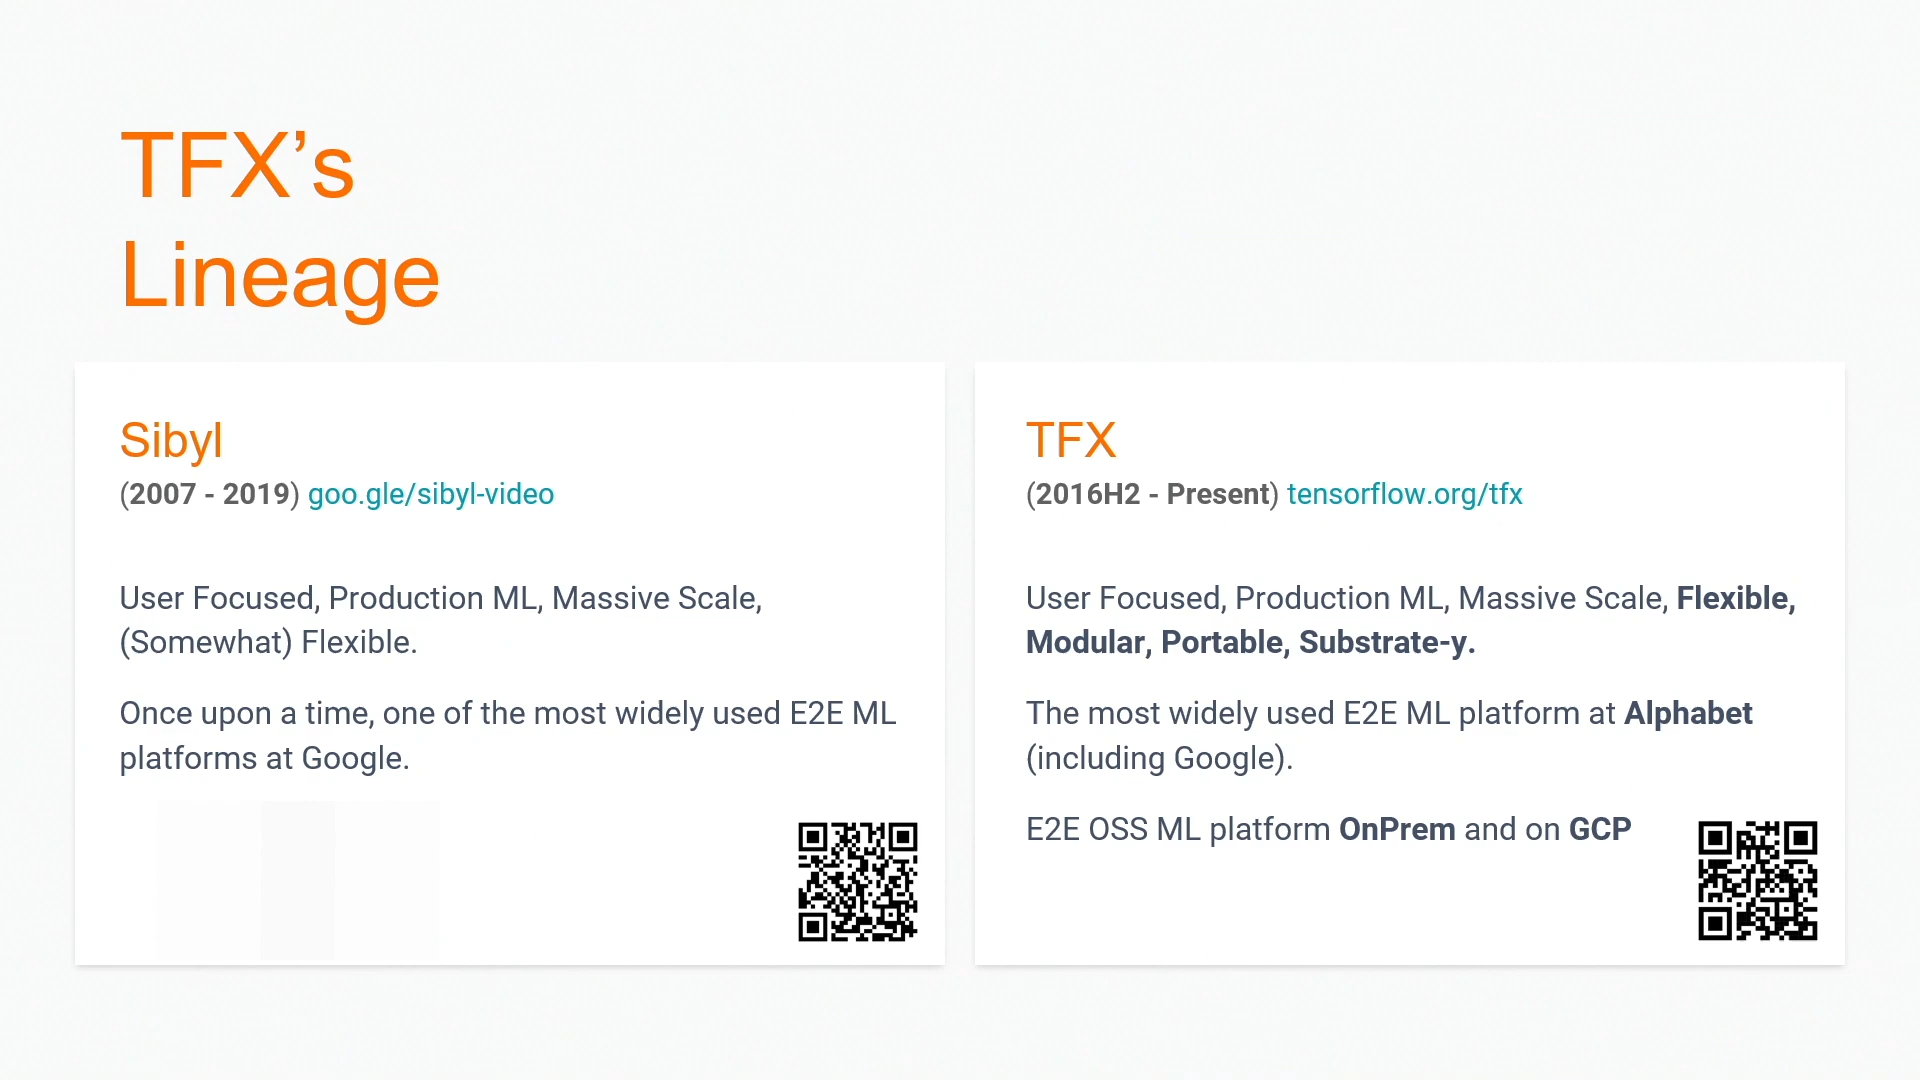 TFX’s
Lineage
Sibyl
(2007 - 2019) goo.gle/sibyl-video
User Focused, Production ML, Massive Scale,
(Somewhat) Flexible.
Once upon a time, one of the most widely used E2E ML
platforms at Google.
TFX
(2016H2 - Present) tensorflow.org/tfx
User Focused, Production ML, Massive Scale, Flexible,
Modular, Portable, Substrate-y.
The most widely used E2E ML platform at Alphabet
(including Google).
E2E OSS ML platform OnPrem and on GCP